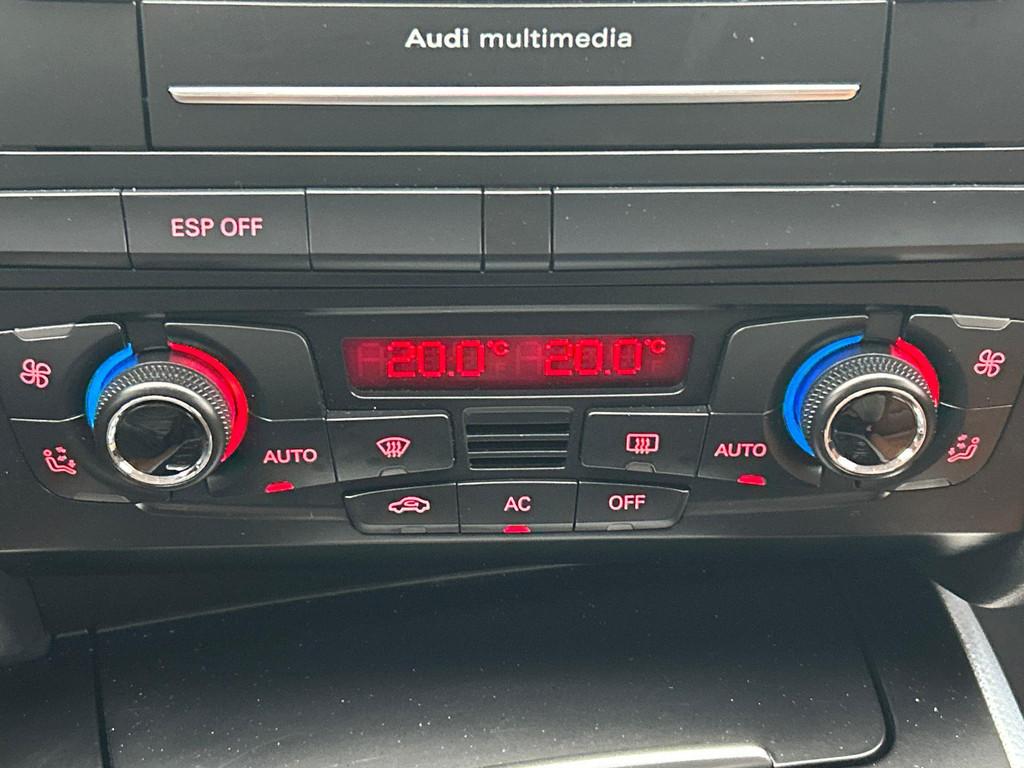 Audi multimedia
ESP OFF
20.0°C 20.0°C
AUTO
AUTO
AC
OFF